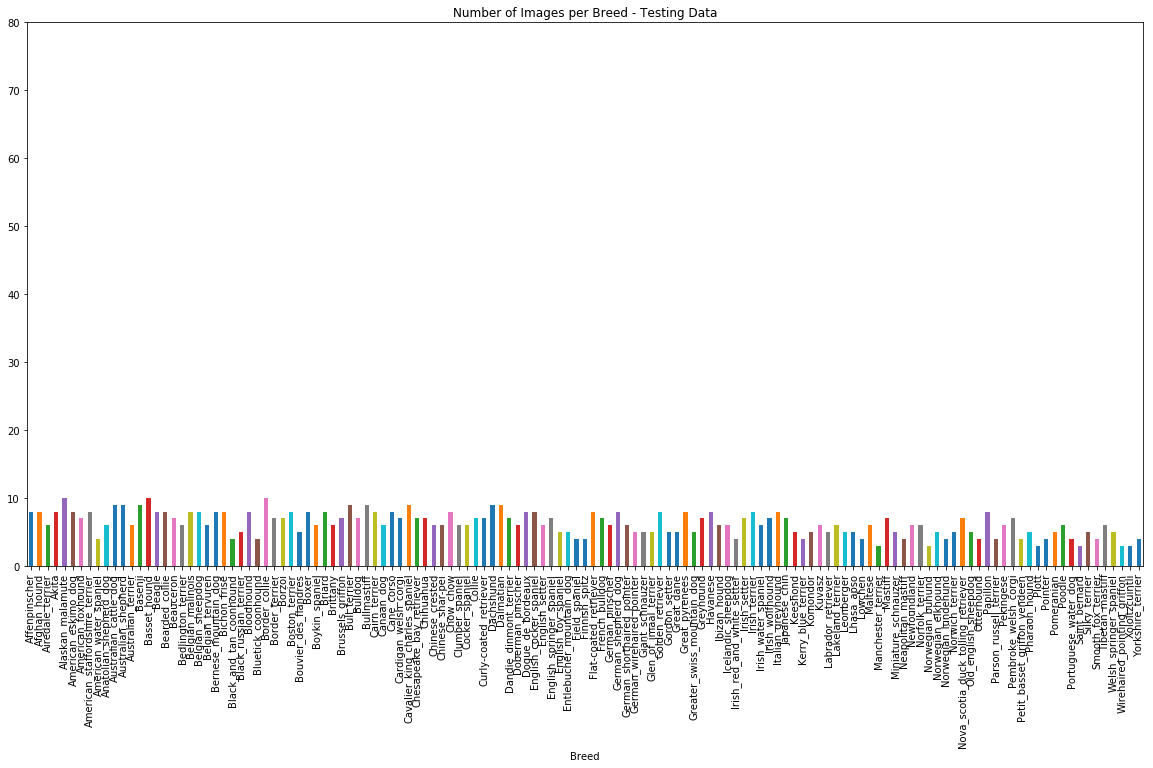 Number of Images per Breed - Testing Data
80
70
60
50
40
30
20
10
0
Affenpinscher
Afghan_hound
Airedale_terrier
Akita
Alaskan_malamute
American_eskimo_dog
American_foxhound
American_staffordshire_terrier
American_water_spaniel
Anatolian_shepherd_dog
Australian_cattle_dog
Australian_shepherd
Australian_terrier
Basenji
Basset_hound
Beagle
Bearded_collie
Beauceron
Bedlington_terrier
Belgian_malinois
Belgian_sheepdog
Belgian_tervuren
Bernese_mountain_dog
Bichon_frise
Black_and_tan_coonhound
Black_russian_terrier
Bloodhound
Bluetick_coonhound
Border_collie
Border_terrier
Borzoi
Boston_terrier
Bouvier_des_flandres
Boxer
Boykin_spaniel
Briard
Brittany
Brussels_griffon
Bull_terrier
Bulldog
Bullmastiff
Cairn_terrier
Canaan_dog
Cane_corso
Cardigan_welsh_corgi
Cavalier_king_charles_spaniel
Chesapeake_bay_retriever
Chihuahua
Chinese_crested
Chinese_shar-pei
Chow_chow
Clumber_spaniel
Cocker_spaniel
Collie
Curly-coated_retriever
Dachshund
Dalmatian
Dandie_dinmont_terrier
Doberman_pinscher
Dogue_de_bordeaux
English_cocker_spaniel
English_setter
English_springer_spaniel
English_toy_spaniel
Entlebucher_mountain_dog
Field_spaniel
Finnish_spitz
Flat-coated_retriever
French_bulldog
German_pinscher
German_shepherd_dog
German_shorthaired_pointer
German_wirehaired_pointer
Giant_schnauzer
Glen_of_imaal_terrier
Golden_retriever
Gordon_setter
Great_dane
Great_pyrenees
Greater_swiss_mountain_dog
Greyhound
Havanese
Ibizan_hound
Icelandic_sheepdog
Irish_red_and_white_setter
Irish_setter
Irish_terrier
Irish_water_spaniel
Irish_wolfhound
Italian_greyhound
Japanese_chin
Keeshond
Kerry_blue_terrier
Komondor
Kuvasz
Labrador_retriever
Lakeland_terrier
Leonberger
Lhasa_apso
Lowchen
Maltese
Manchester_terrier
Mastiff
Miniature_schnauzer
Neapolitan_mastiff
Newfoundland
Norfolk_terrier
Norwegian_buhund
Norwegian_elkhound
Norwegian_lundehund
Norwich_terrier
Nova_scotia_duck_tolling_retriever
Old_english_sheepdog
Otterhound
Papillon
Parson_russell_terrier
Pekingese
Pembroke_welsh_corgi
Petit_basset_griffon_vendeen
Pharaoh_hound
Plott
Pointer
Pomeranian
Poodle
Portuguese_water_dog
Saint_bernard
Silky_terrier
Smooth_fox_terrier
Tibetan_mastiff
Welsh_springer_spaniel
Wirehaired_pointing_griffon
Xoloitzcuintli
Yorkshire_terrier
Breed